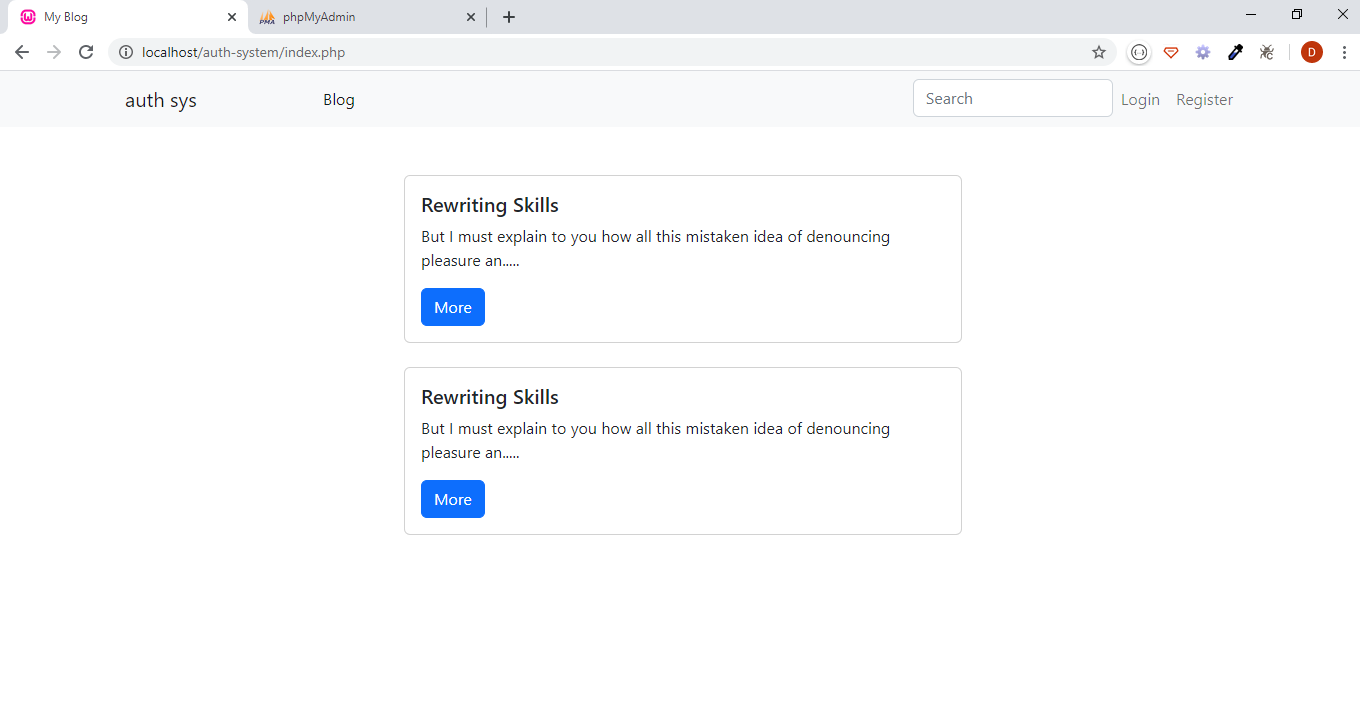 My Blog
phpMyAdmin
localhost/auth-system/index.php
D
auth sys
Blog
Search
Login
Register
Rewriting Skills
But I must explain to you how all this mistaken idea of denouncing
pleasure an.....
More
Rewriting Skills
But I must explain to you how all this mistaken idea of denouncing
pleasure an.....
More